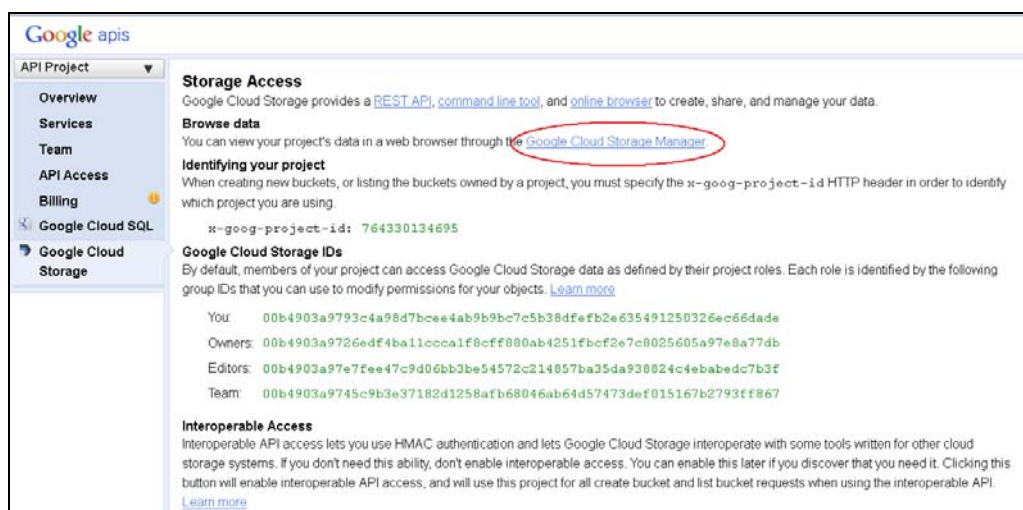 Google apis
API Project
Overview
Services
Team
API Access
Billing
Google Cloud SQL
Google Cloud
Storage
Storage Access
Google Cloud Storage provides a REST API, command line tool, and online browser to create, share, and manage your data.
Browse data
You can view your project's data in a web browser through the Google Cloud Storage Manager.
Identifying your project
When creating new buckets, or listing the buckets owned by a project, you must specify the x-goog-project-id HTTP header in order to identify
which project you are using.
x-goog-project-id: 764330134695
Google Cloud Storage IDs
By default, members of your project can access Google Cloud Storage data as defined by their project roles. Each role is identified by the following
group IDs that you can use to modify permissions for your objects. Learn more
You: 00b4903a9793c4a98d7bcee4ab9b9bc7c5b38dfefb2e635491250326ec66dade
Owners: 00b4903a9726edf4ba11ccca1f8cff880ab4251fbcf2e7c8025605a97e8a77db
Editors: 00b4903a97e7fee47c9d06bb3be54572c214857ba35da938824c4ebabedc7b3f
Team: 00b4903a9745c9b3e37182d1258afb68046ab64d57473def015167b2793ff867
Interoperable Access
Interoperable API access lets you use HMAC authentication and lets Google Cloud Storage interoperate with some tools written for other cloud
storage systems. If you don't need this ability, don't enable interoperable access. You can enable this later if you discover that you need it. Clicking this
button will enable interoperable API access, and will use this project for all create bucket and list bucket requests when using the interoperable API.
Learn more